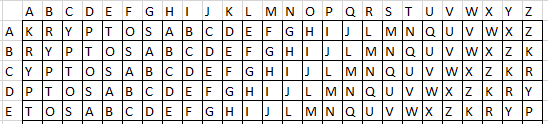 A B C D E F G H I J K L M N O P Q R S T U V W X Y Z
A K R Y P T O S A B C D E F G H I J L M N Q U V W X Z
B R Y P T O S A B C D E F G H I J L M N Q U V W X Z K
C Y P T O S A B C D E F G H I J L M N Q U V W X Z K R
D P T O S A B C D E F G H I J L M N Q U V W X Z K R Y
E T O S A B C D E F G H I J L M N Q U V W X Z K R Y P